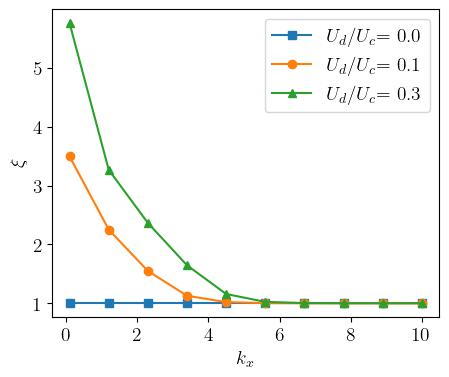 U_d/U_c= 0.0
U_d/U_c= 0.1
U_d/U_c= 0.3
5
4
3
2
1
ξ
0 2 4 6 8 10
k_x